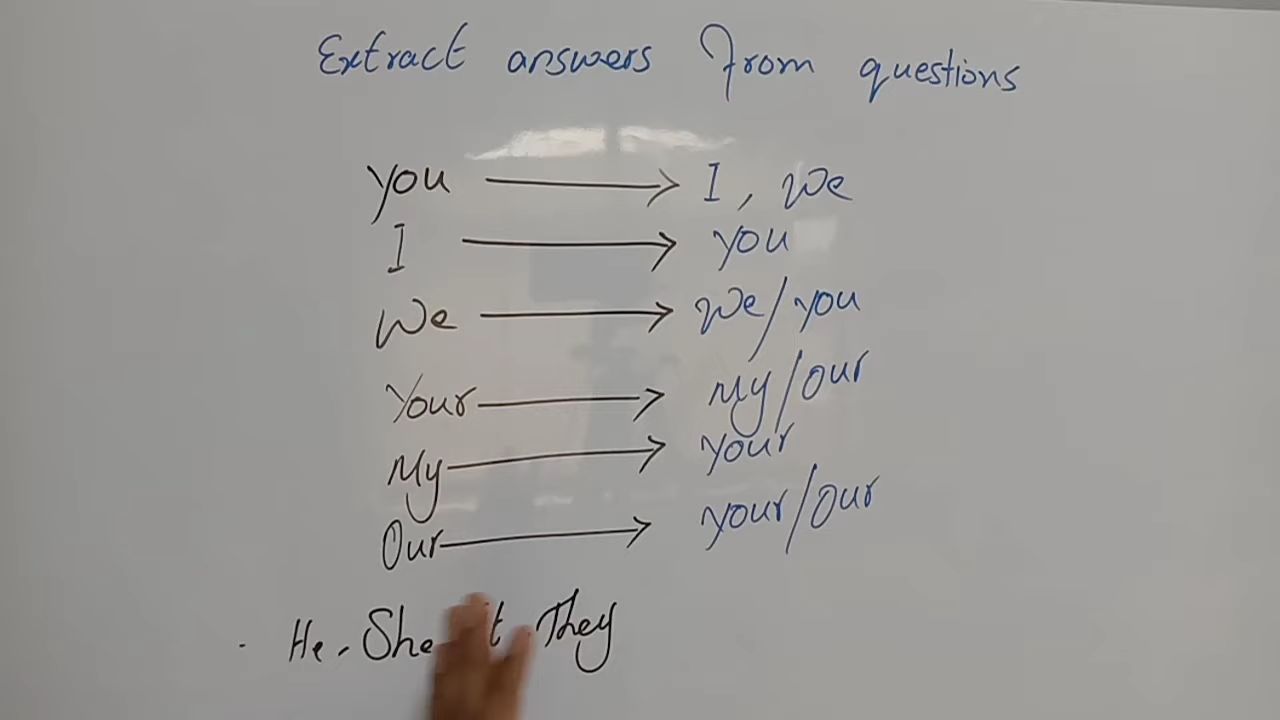 Extract answers from questions
you → I, We
I → you
We → We/you
Your → My/our
My → your
Our → your/our
He, She They